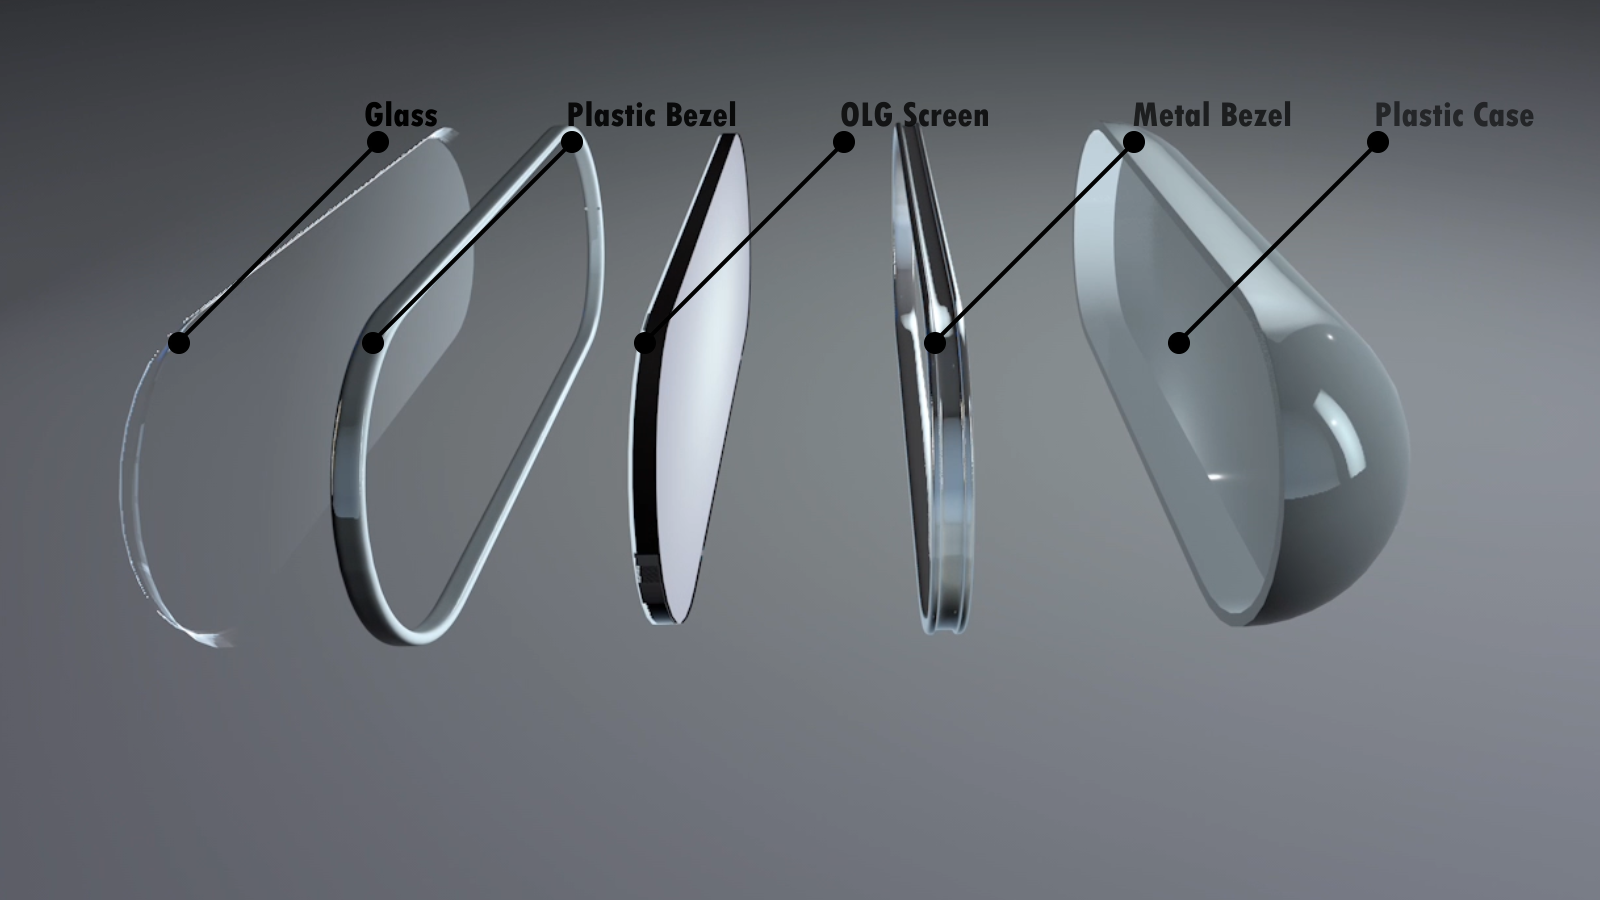 Glass
Plastic Bezel
OLG Screen
Metal Bezel
Plastic Case